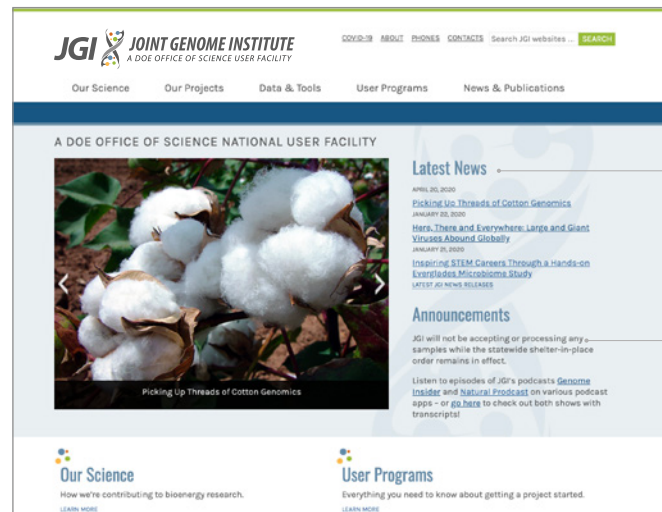 COVID-19 ABOUT PHONES CONTACTS Search JGI websites ... SEARCH
JGI JOINT GENOME INSTITUTE
A DOE OFFICE OF SCIENCE USER FACILITY
Our Science Our Projects Data & Tools User Programs News & Publications
A DOE OFFICE OF SCIENCE NATIONAL USER FACILITY
Picking Up Threads of Cotton Genomics
Latest News
APRIL 20, 2020
Picking Up Threads of Cotton Genomics
JANUARY 22, 2020
Here, There and Everywhere: Large and Giant
Viruses Abound Globally
JANUARY 21, 2020
Inspiring STEM Careers Through a Hands-on
Everglades Microbiome Study
LATEST JGI NEWS RELEASES
Announcements
JGI will not be accepting or processing any
samples while the statewide shelter-in-place
order remains in effect.
Listen to episodes of JGI's podcasts Genome
Insider and Natural Prodcast on various podcast
apps – or go here to check out both shows with
transcripts!
Our Science
How we're contributing to bioenergy research.
LEARN MORE
User Programs
Everything you need to know about getting a project started.
LEARN MORE